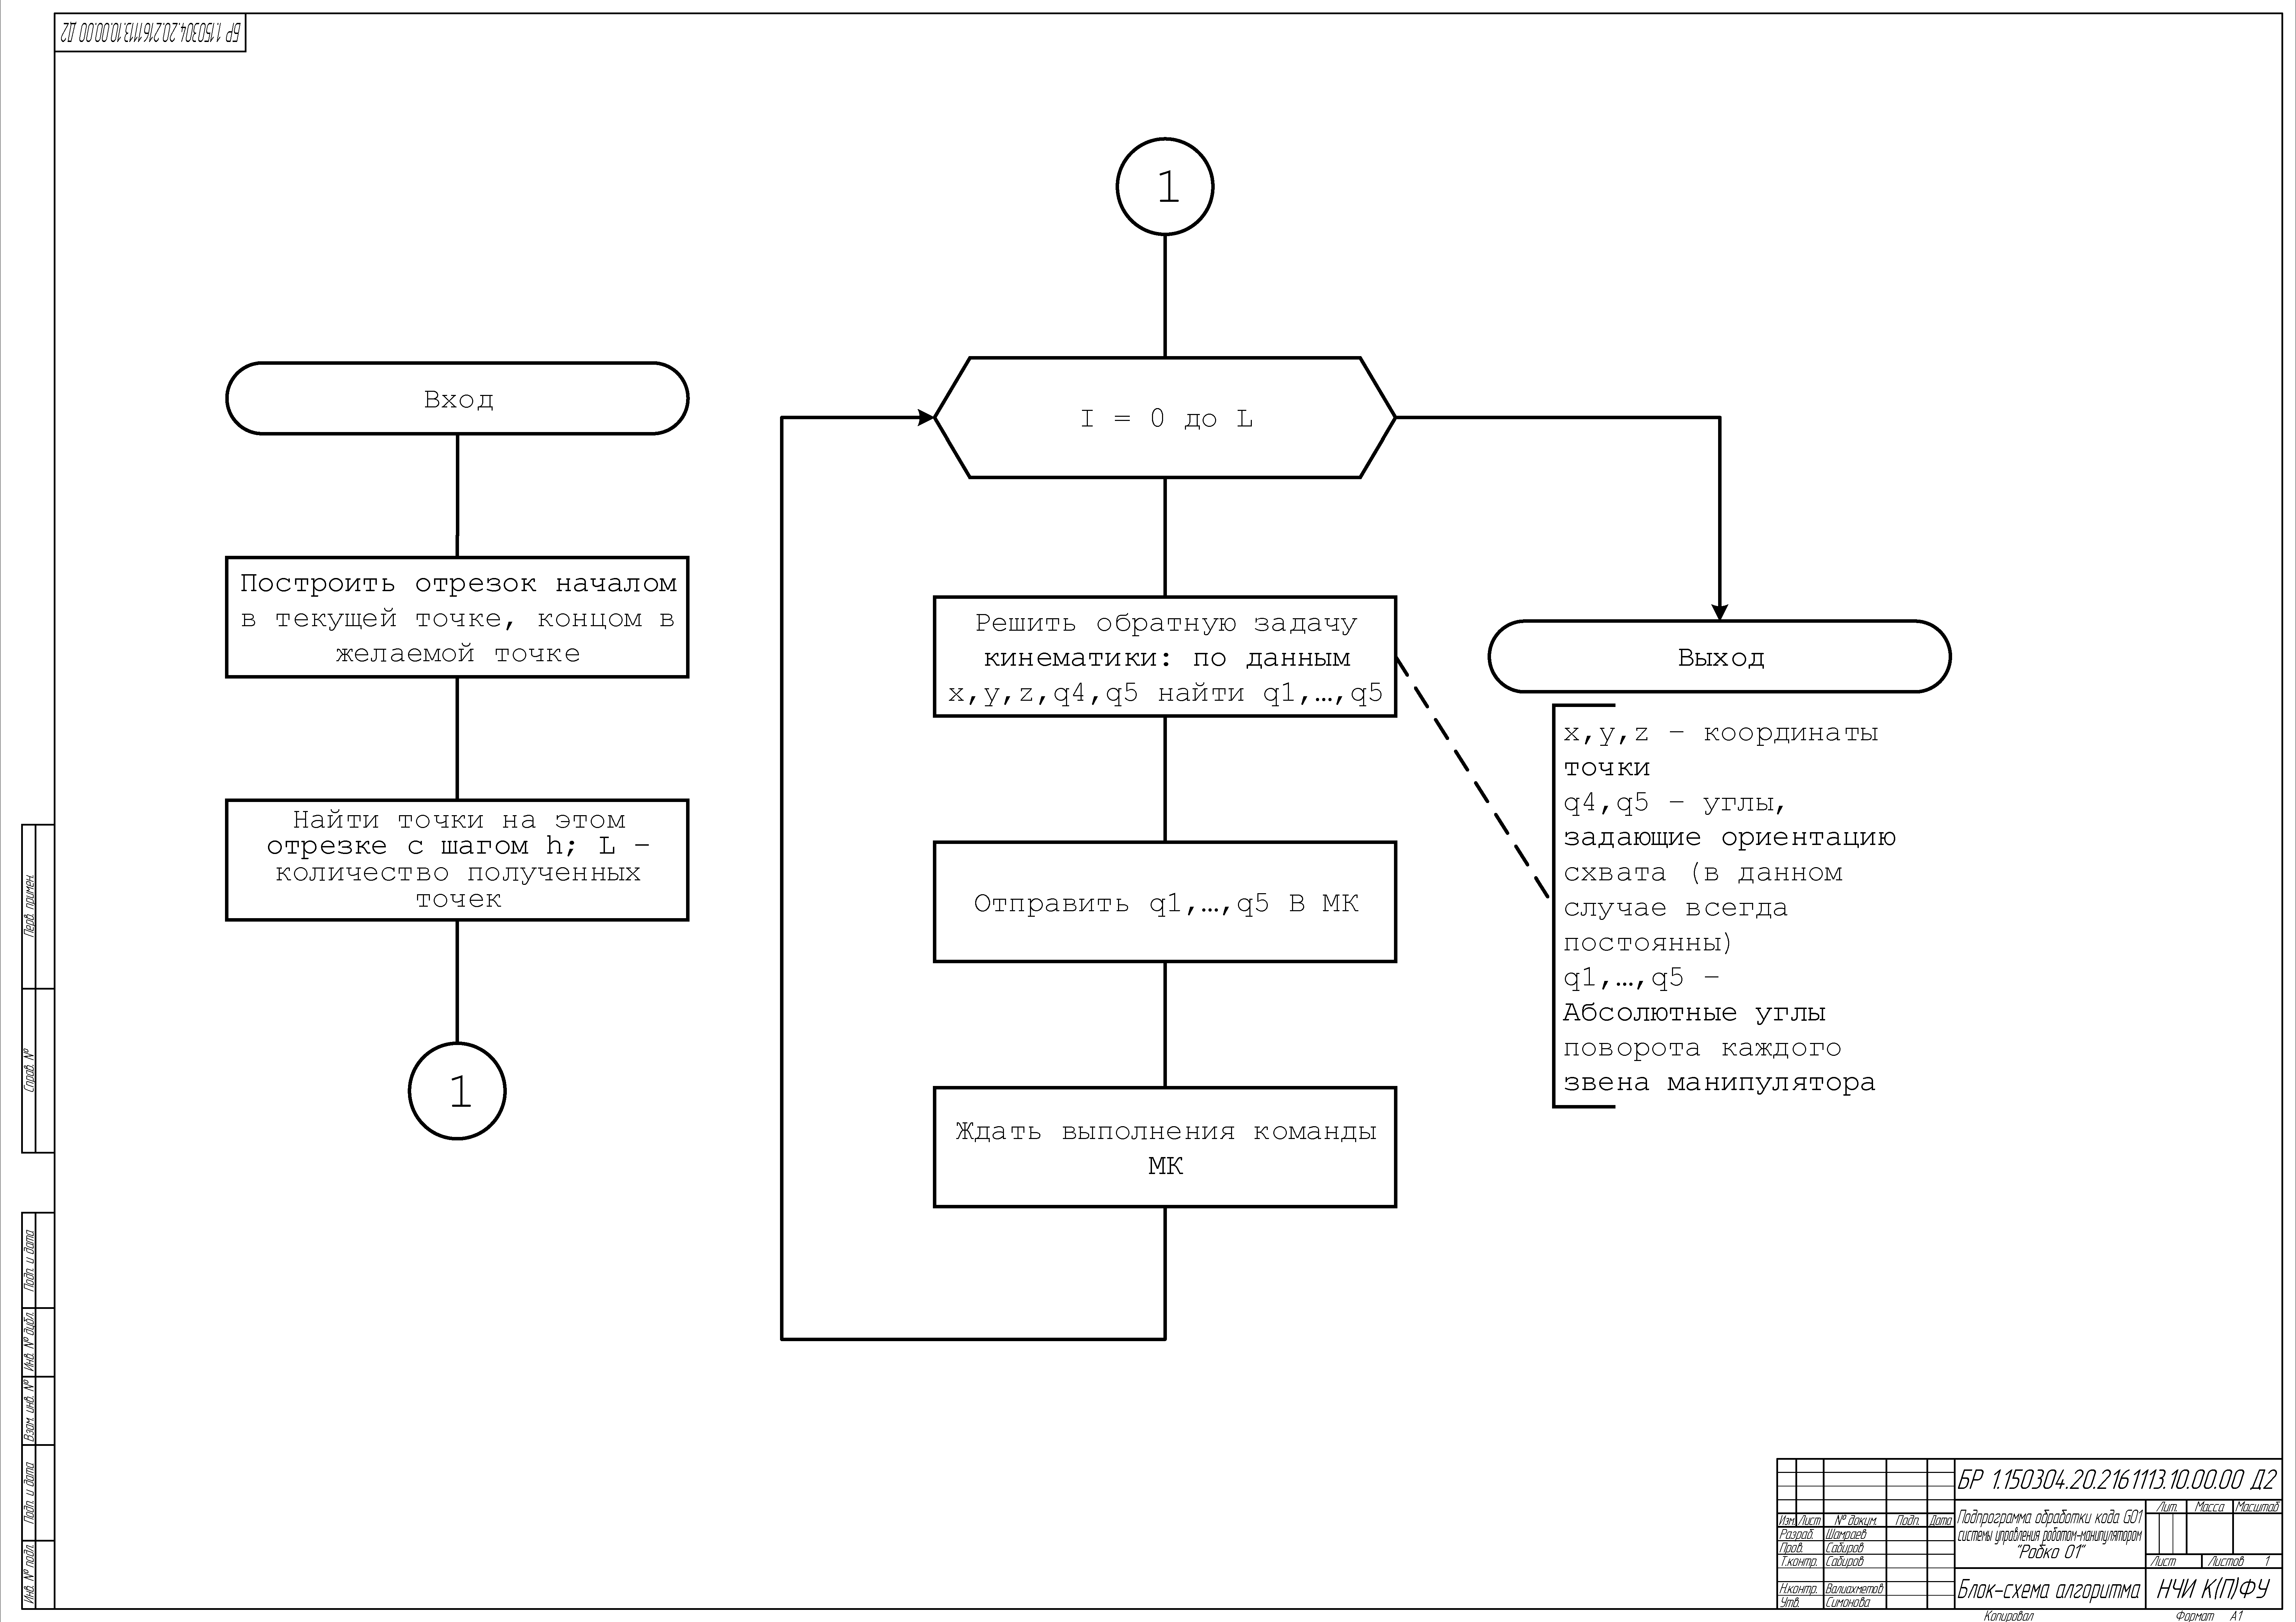 БР 1.150304.20.2161113.10.00.00 Д2
Вход
Построить отрезок началом
в текущей точке, концом в
желаемой точке
Найти точки на этом
отрезке с шагом h; L –
количество полученных
точек
1
1
I = 0 до L
Решить обратную задачу
кинематики: по данным
x,y,z,q4,q5 найти q1,…,q5
Отправить q1,…,q5 В МК
Ждать выполнения команды
МК
Выход
x,y,z – координаты
точки
q4,q5 – углы,
задающие ориентацию
схвата (в данном
случае всегда
постоянны)
q1,…,q5 –
Абсолютные углы
поворота каждого
звена манипулятора
Перв. примен.
Справ. №
Подп. и дата
Инв. № дубл.
Взам. инв. №
Подп. и дата
Инв. № подл.
БР 1.150304.20.2161113.10.00.00 Д2
Подпрограмма обработки кода G01
системы управления роботом-манипулятором
"Робко 01"
Блок-схема алгоритма
Изм. Лист № докум. Подп. Дата
Разраб. Шамраев
Пров. Сабиров
Т.контр. Сабиров
Н.контр. Валиахметов
Утв. Симонова
Лит. Масса Масштаб
Лист Листов 1
НЧИ К(П)ФУ
Копировал Формат А1